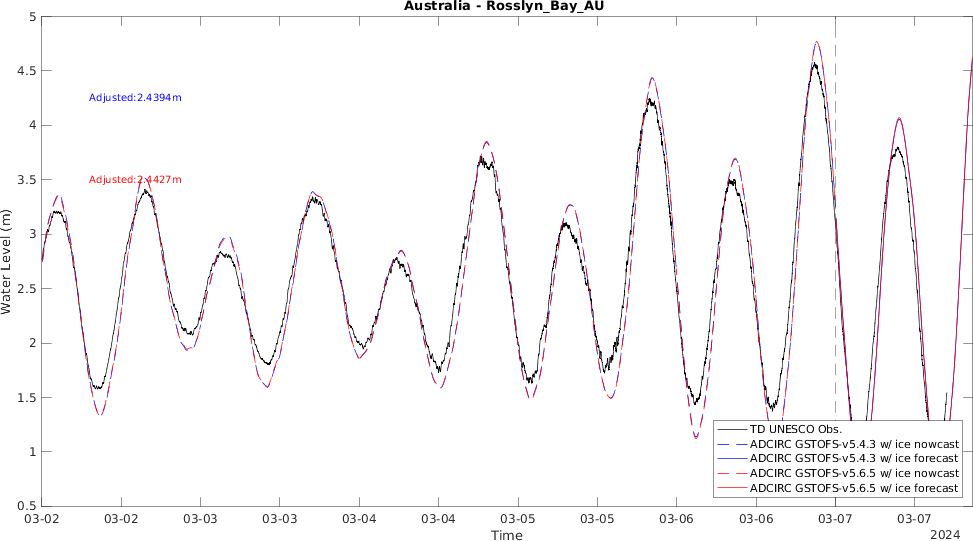 Australia - Rosslyn_Bay_AU
5
4.5
4
3.5
3
2.5
2
1.5
1
0.5
Water Level (m)
Adjusted:2.4394m
Adjusted:2.4427m
TD UNESCO Obs.
ADCIRC GSTOFS-v5.4.3 w/ ice nowcast
ADCIRC GSTOFS-v5.4.3 w/ ice forecast
ADCIRC GSTOFS-v5.6.5 w/ ice nowcast
ADCIRC GSTOFS-v5.6.5 w/ ice forecast
03-02 03-02 03-03 03-03 03-04 03-04 03-05 03-05 03-06 03-06 03-07 03-07
Time
2024